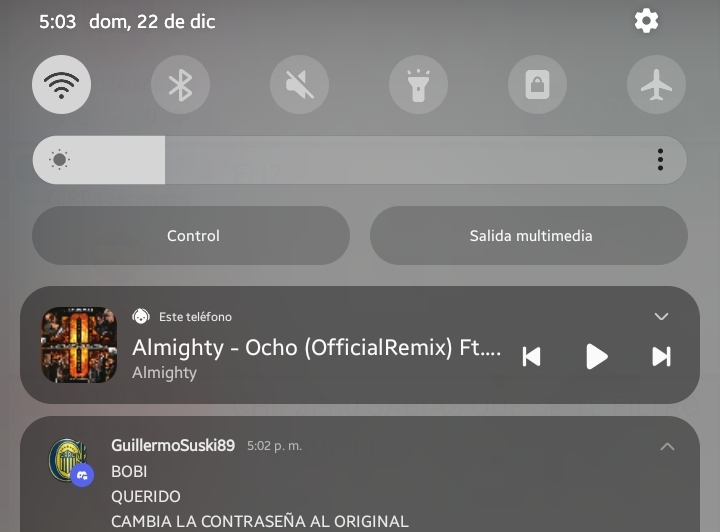 5:03 dom, 22 de dic
Control
Salida multimedia
Este teléfono
Almighty - Ocho (OfficialRemix) Ft....
Almighty
GuillermoSuski89 5:02 p. m.
BOBI
QUERIDO
CAMBIA LA CONTRASEÑA AL ORIGINAL